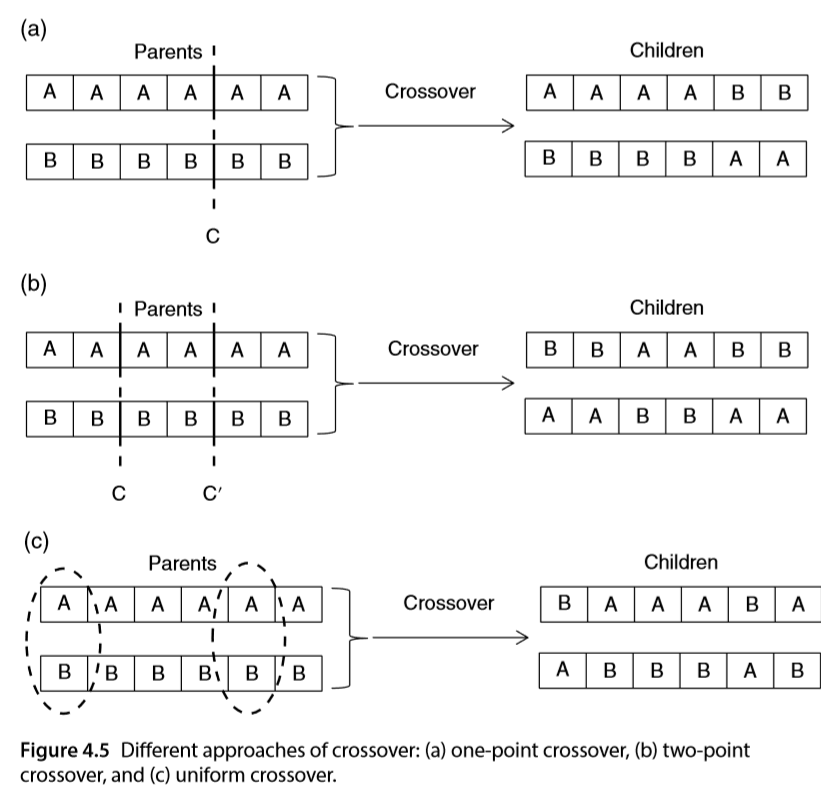 (a)
Parents
Children
A A A A A A
Crossover
A A A A B B
B B B B B B
B B B B A A
C
(b)
Parents
Children
A A A A A A
Crossover
B B A A B B
B B B B B B
A A B B A A
C C′
(c)
Parents
Children
A A A A A A
Crossover
B A A A B A
B B B B B B
A B B B A B
Figure 4.5 Different approaches of crossover: (a) one-point crossover, (b) two-point
crossover, and (c) uniform crossover.